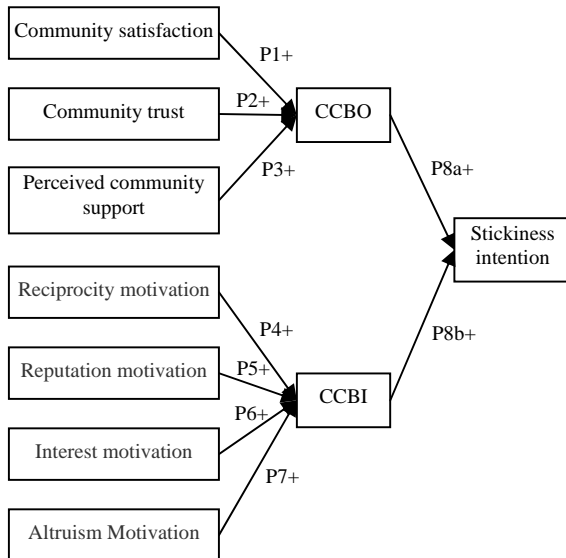 Community satisfaction
P1+
Community trust
P2+
CCBO
P3+
Perceived community
support
P8a+
Stickiness
intention
Reciprocity motivation
P4+
P8b+
Reputation motivation
P5+
CCBI
P6+
Interest motivation
P7+
Altruism Motivation